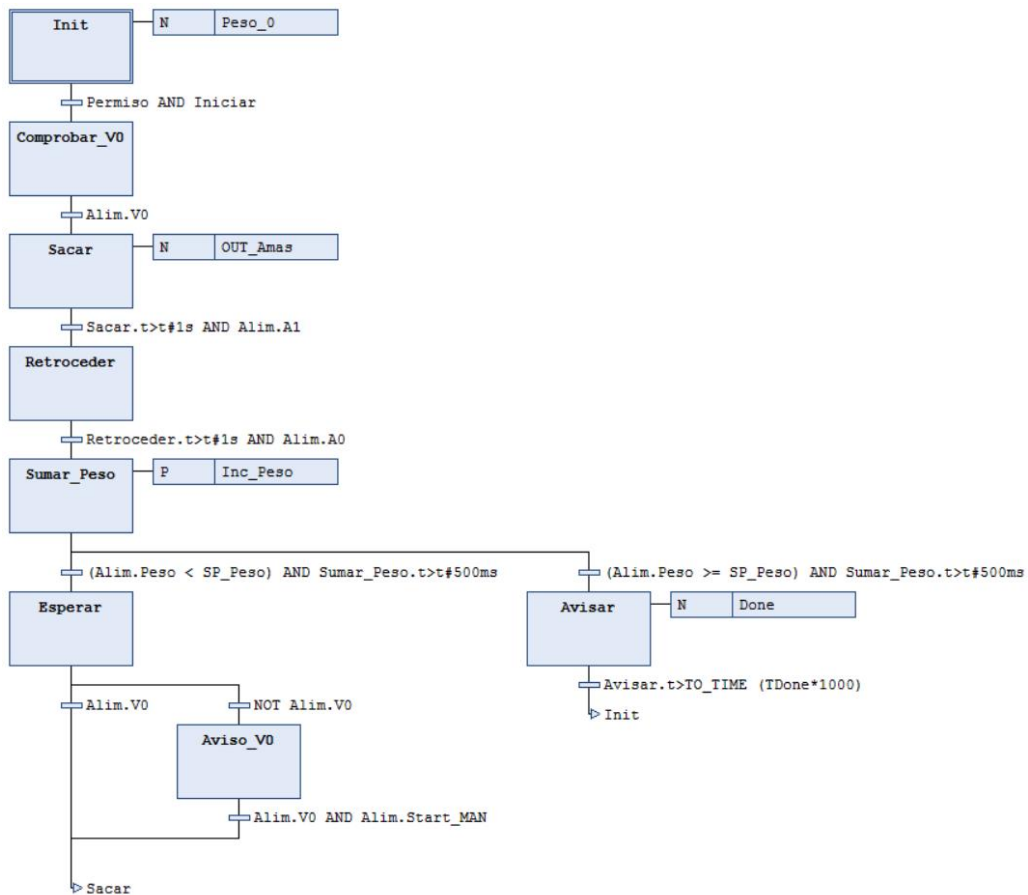 Init
N Peso_0
Permiso AND Iniciar
Comprobar_V0
Alim.V0
Sacar
N OUT_Amas
Sacar.t>t#1s AND Alim.A1
Retroceder
Retroceder.t>t#1s AND Alim.A0
Sumar_Peso
P Inc_Peso
(Alim.Peso < SP_Peso) AND Sumar_Peso.t>t#500ms
(Alim.Peso >= SP_Peso) AND Sumar_Peso.t>t#500ms
Esperar
Avisar
N Done
Avisar.t>TO_TIME (TDone*1000)
Init
Alim.V0
NOT Alim.V0
Aviso_V0
Alim.V0 AND Alim.Start_MAN
Sacar